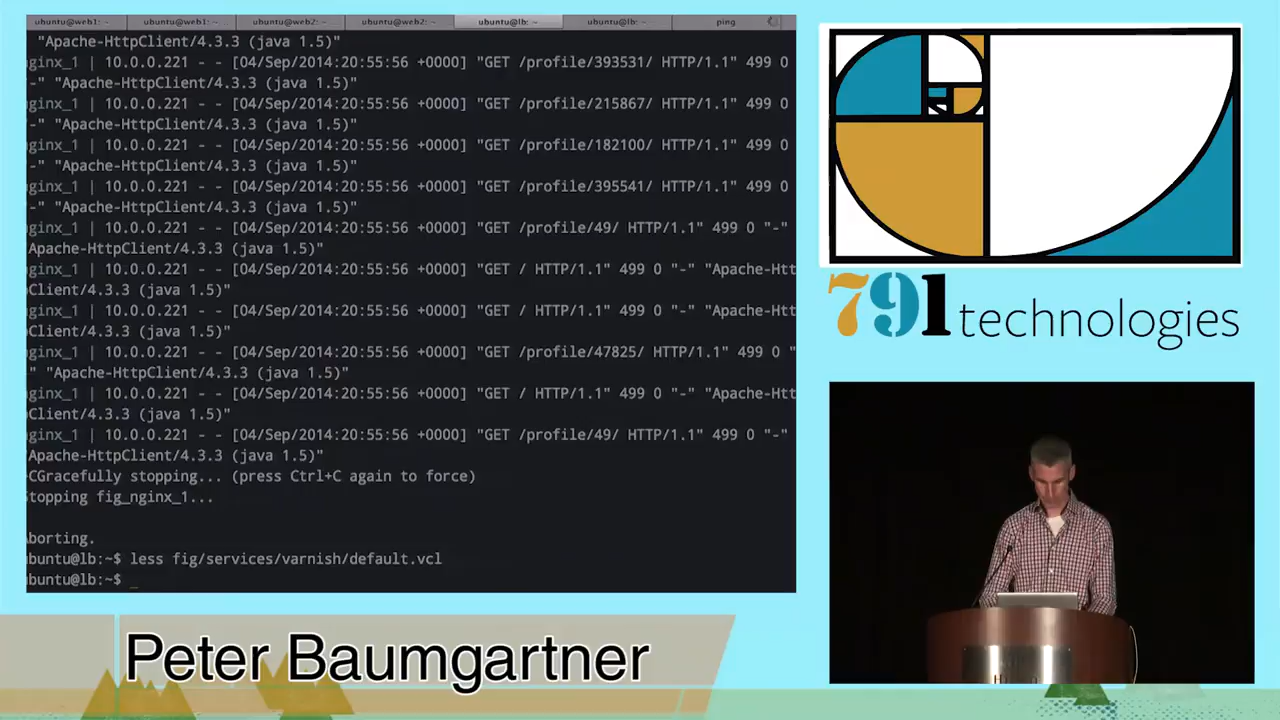 ubuntu@web1: ~
ubuntu@web1: ~
ubuntu@web2: ~
ubuntu@web2: ~
ubuntu@lb: ~
ubuntu@lb: ~
ping
"Apache-HttpClient/4.3.3 (java 1.5)"
ginx_1 | 10.0.0.221 - - [04/Sep/2014:20:55:56 +0000] "GET /profile/393531/ HTTP/1.1" 499 0
-" "Apache-HttpClient/4.3.3 (java 1.5)"
ginx_1 | 10.0.0.221 - - [04/Sep/2014:20:55:56 +0000] "GET /profile/215867/ HTTP/1.1" 499 0
-" "Apache-HttpClient/4.3.3 (java 1.5)"
ginx_1 | 10.0.0.221 - - [04/Sep/2014:20:55:56 +0000] "GET /profile/182100/ HTTP/1.1" 499 0
-" "Apache-HttpClient/4.3.3 (java 1.5)"
ginx_1 | 10.0.0.221 - - [04/Sep/2014:20:55:56 +0000] "GET /profile/395541/ HTTP/1.1" 499 0
-" "Apache-HttpClient/4.3.3 (java 1.5)"
ginx_1 | 10.0.0.221 - - [04/Sep/2014:20:55:56 +0000] "GET /profile/49/ HTTP/1.1" 499 0 "-"
Apache-HttpClient/4.3.3 (java 1.5)"
ginx_1 | 10.0.0.221 - - [04/Sep/2014:20:55:56 +0000] "GET / HTTP/1.1" 499 0 "-" "Apache-Htt
Client/4.3.3 (java 1.5)"
ginx_1 | 10.0.0.221 - - [04/Sep/2014:20:55:56 +0000] "GET / HTTP/1.1" 499 0 "-" "Apache-Htt
Client/4.3.3 (java 1.5)"
ginx_1 | 10.0.0.221 - - [04/Sep/2014:20:55:56 +0000] "GET /profile/47825/ HTTP/1.1" 499 0 "
" "Apache-HttpClient/4.3.3 (java 1.5)"
ginx_1 | 10.0.0.221 - - [04/Sep/2014:20:55:56 +0000] "GET / HTTP/1.1" 499 0 "-" "Apache-Htt
Client/4.3.3 (java 1.5)"
ginx_1 | 10.0.0.221 - - [04/Sep/2014:20:55:56 +0000] "GET /profile/49/ HTTP/1.1" 499 0 "-"
Apache-HttpClient/4.3.3 (java 1.5)"
CGracefully stopping... (press Ctrl+C again to force)
topping fig_nginx_1...
borting.
buntu@lb:~$ less fig/services/varnish/default.vcl
buntu@lb:~$ _
791 technologies
Peter Baumgartner